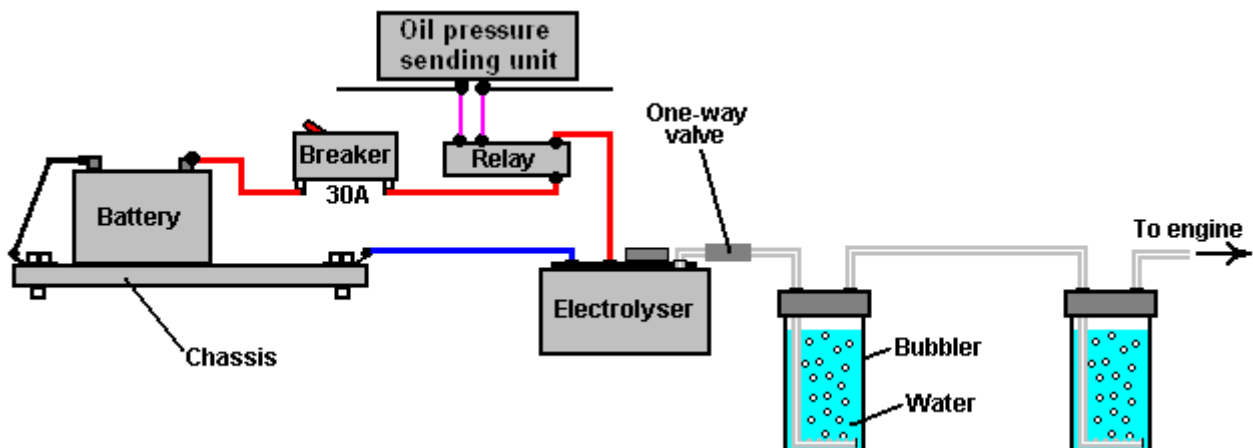 Oil pressure
sending unit
One-way
valve
Breaker
Relay
30A
Battery
To engine
Electrolyser
Chassis
Bubbler
Water